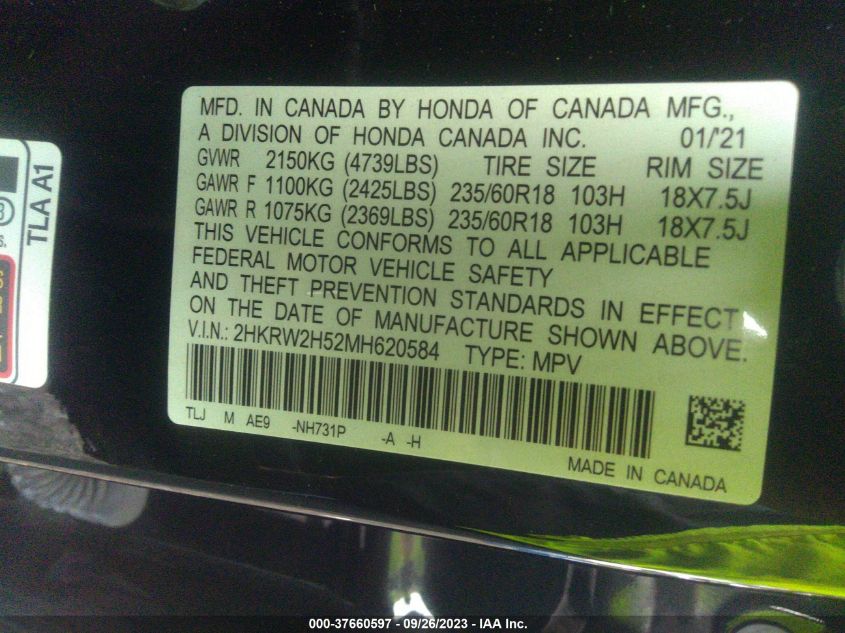 MFD. IN CANADA BY HONDA OF CANADA MFG.,
A DIVISION OF HONDA CANADA INC. 01/'21
GVWR 2150KG (4739LBS) TIRE SIZE RIM SIZE
GAWR F 1100KG (2425LBS) 235/60R18 103H 18X7.5J
GAWR R 1075KG (2369LBS) 235/60R18 103H 18X7.5J
THIS VEHICLE CONFORMS TO ALL APPLICABLE
FEDERAL MOTOR VEHICLE SAFETY
AND THEFT PREVENTION STANDARDS IN EFFECT
ON THE DATE OF MANUFACTURE SHOWN ABOVE.
V.I.N.: 2HKRW2H52MH620584 TYPE: MPV
TLJ M AE9 -NH731P -A -H
MADE IN CANADA
TLA A1
000-37660597 - 09/26/2023 - IAA Inc.